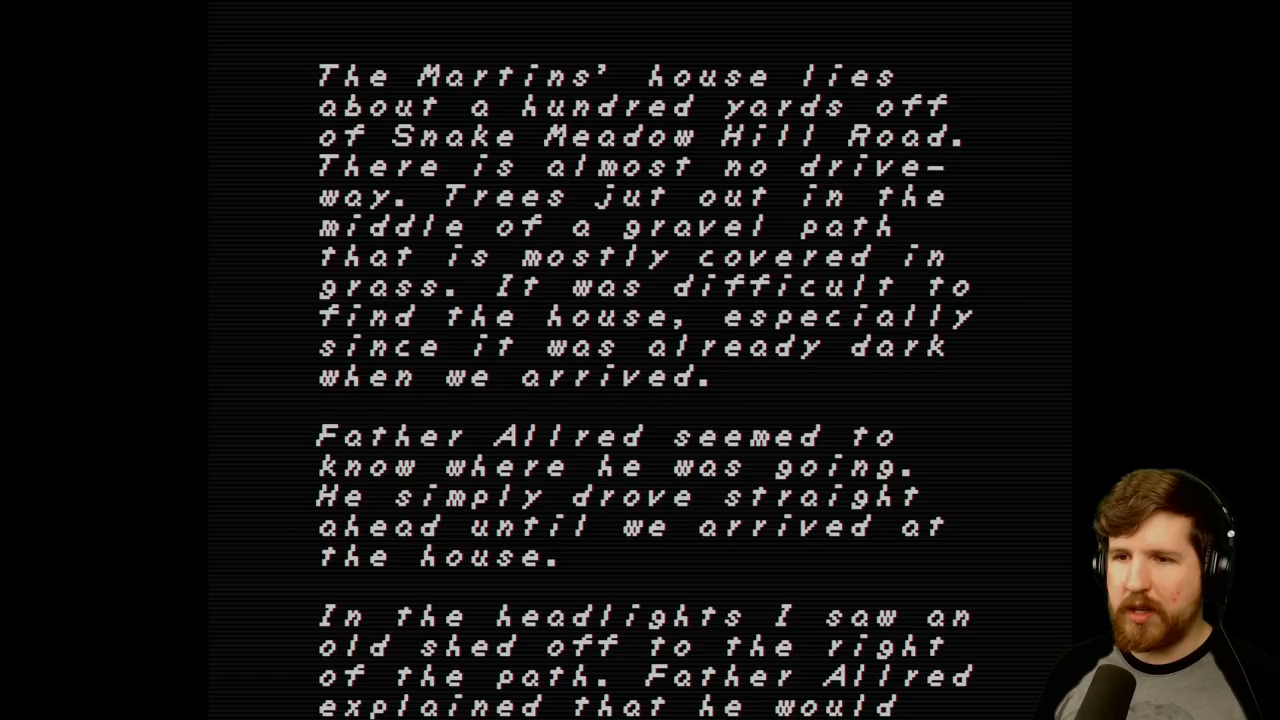 The Martins' house lies
about a hundred yards off
of Snake Meadow Hill Road.
There is almost no drive-
way. Trees jut out in the
middle of a gravel path
that is mostly covered in
grass. It was difficult to
find the house, especially
since it was already dark
when we arrived.
Father Allred seemed to
know where he was going.
He simply drove straight
ahead until we arrived at
the house.
In the headlights I saw an
old shed off to the right
of the path. Father Allred
explained that he would